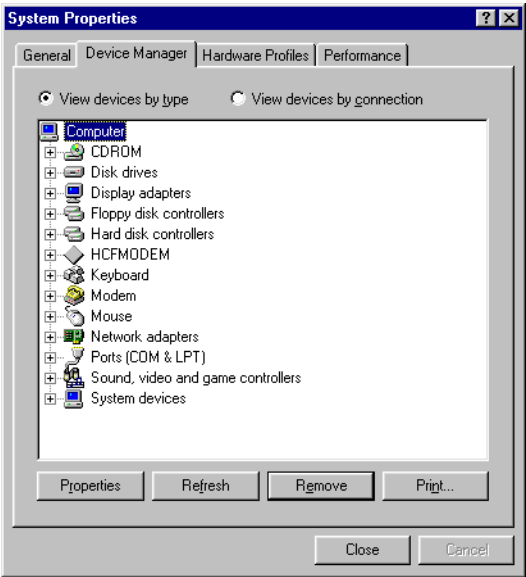 System Properties
General Device Manager Hardware Profiles Performance
View devices by type View devices by connection
Computer
CDROM
Disk drives
Display adapters
Floppy disk controllers
Hard disk controllers
HCFMODEM
Keyboard
Modem
Mouse
Network adapters
Ports (COM & LPT)
Sound, video and game controllers
System devices
Properties Refresh Remove Print...
Close Cancel